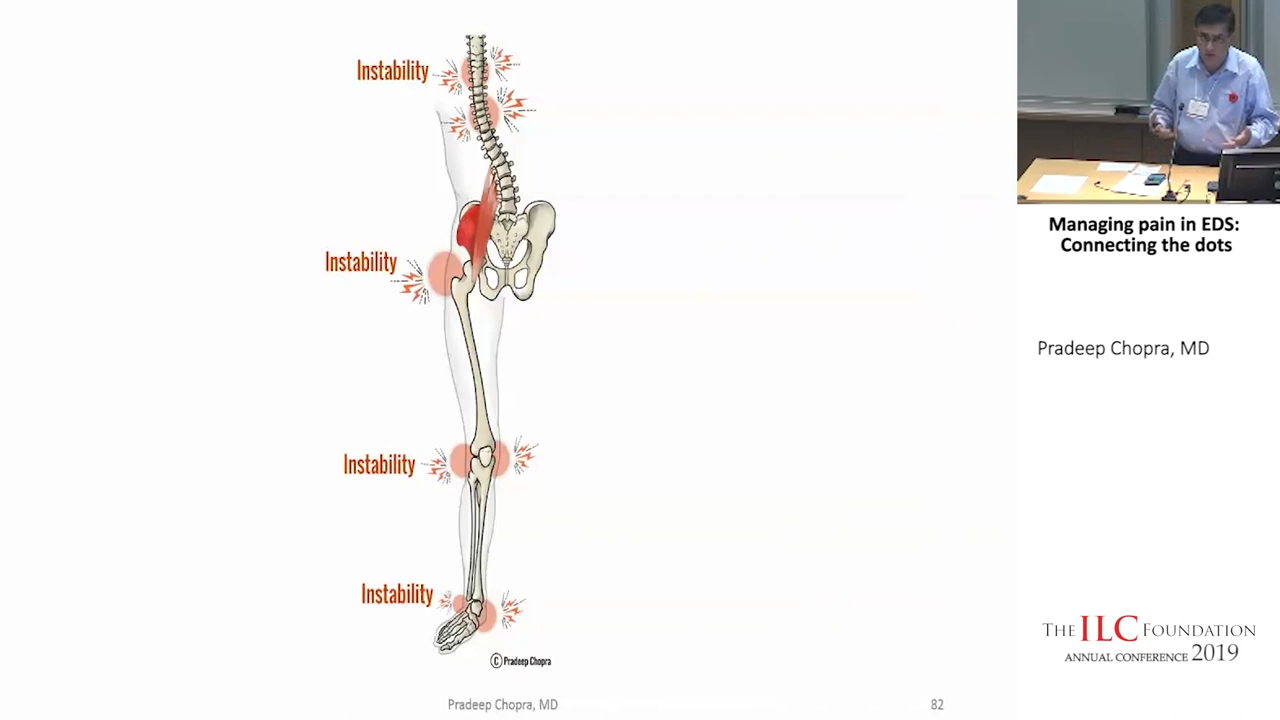 Instability
Instability
Instability
Instability
© Pradeep Chopra
Pradeep Chopra, MD
82
Managing pain in EDS:
Connecting the dots
Pradeep Chopra, MD
THE ILC FOUNDATION
ANNUAL CONFERENCE 2019